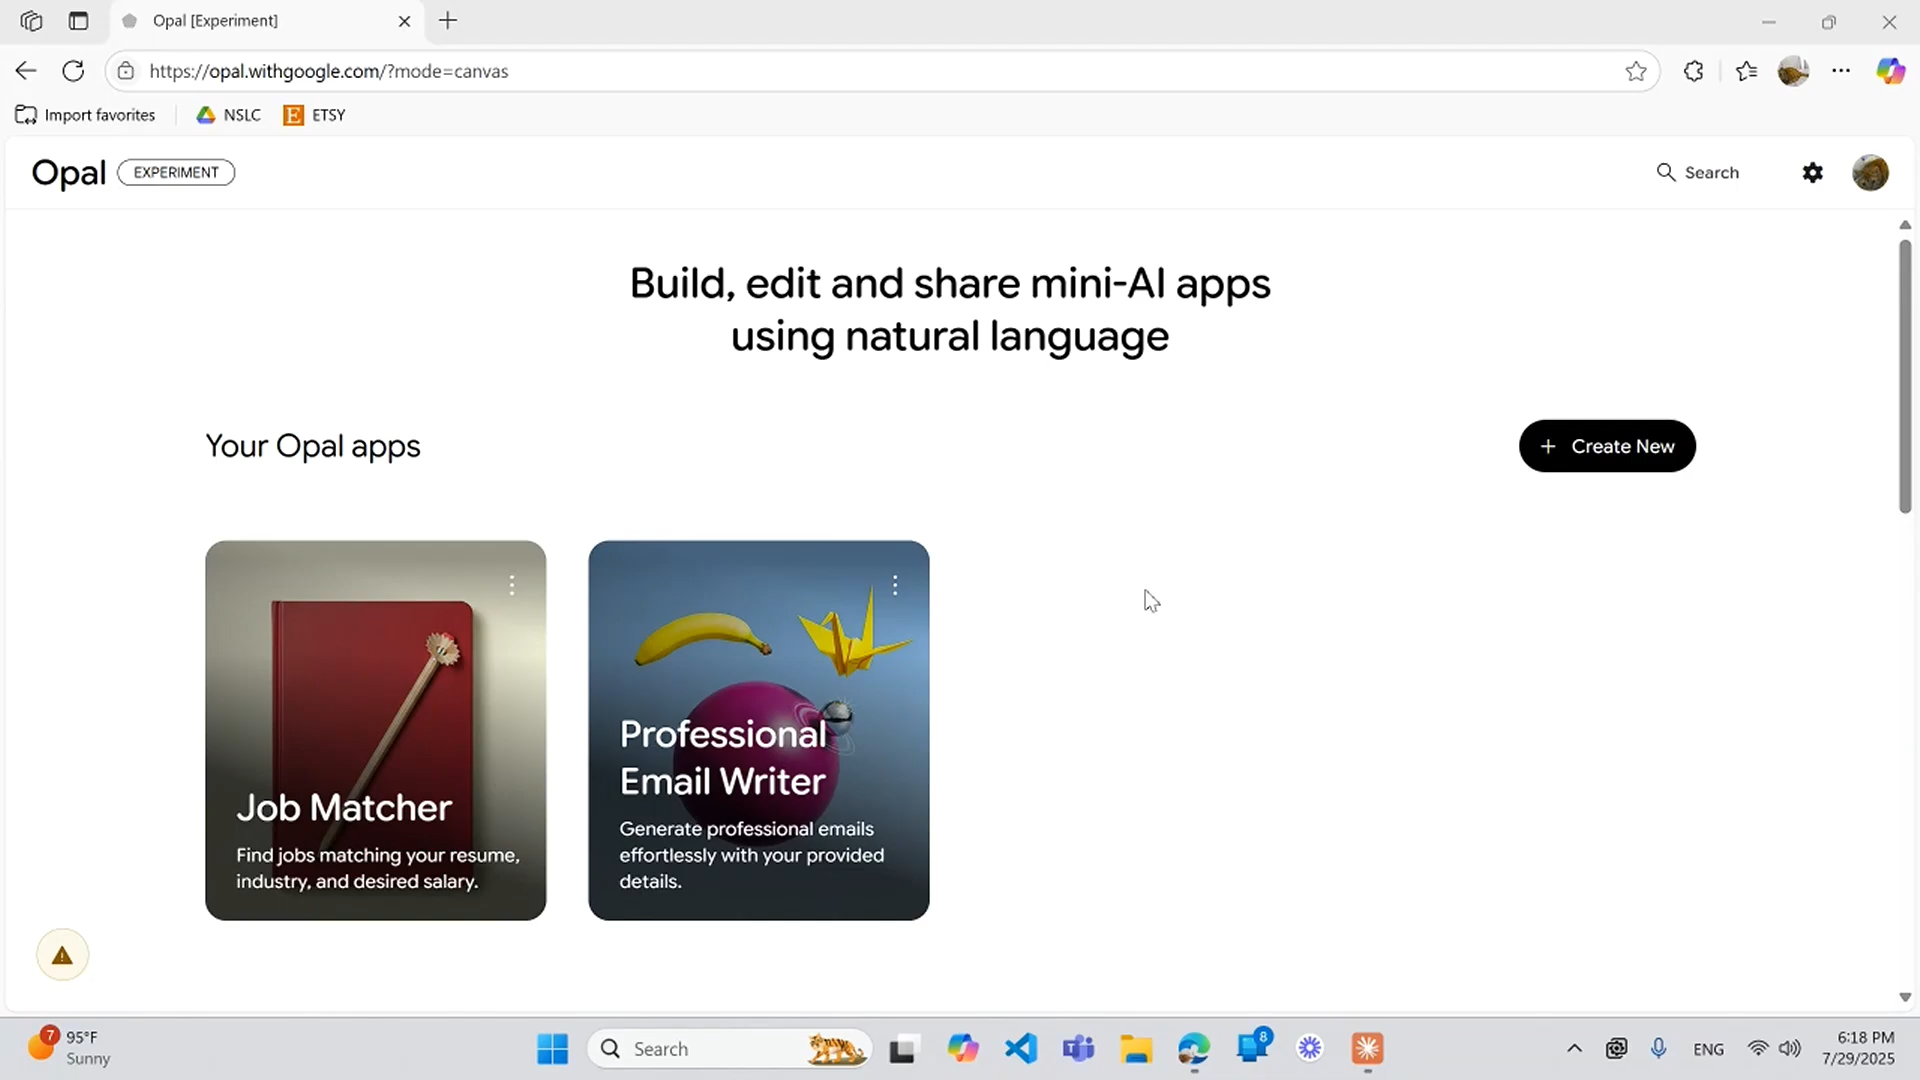 Opal [Experiment]
https://opal.withgoogle.com/?mode=canvas
Import favorites
NSLC
ETSY
Opal
EXPERIMENT
Search
Build, edit and share mini-AI apps
using natural language
Your Opal apps
+ Create New
Job Matcher
Find jobs matching your resume,
industry, and desired salary.
Professional
Email Writer
Generate professional emails
effortlessly with your provided
details.
7
95°F
Sunny
Search
8
ENG
6:18 PM
7/29/2025